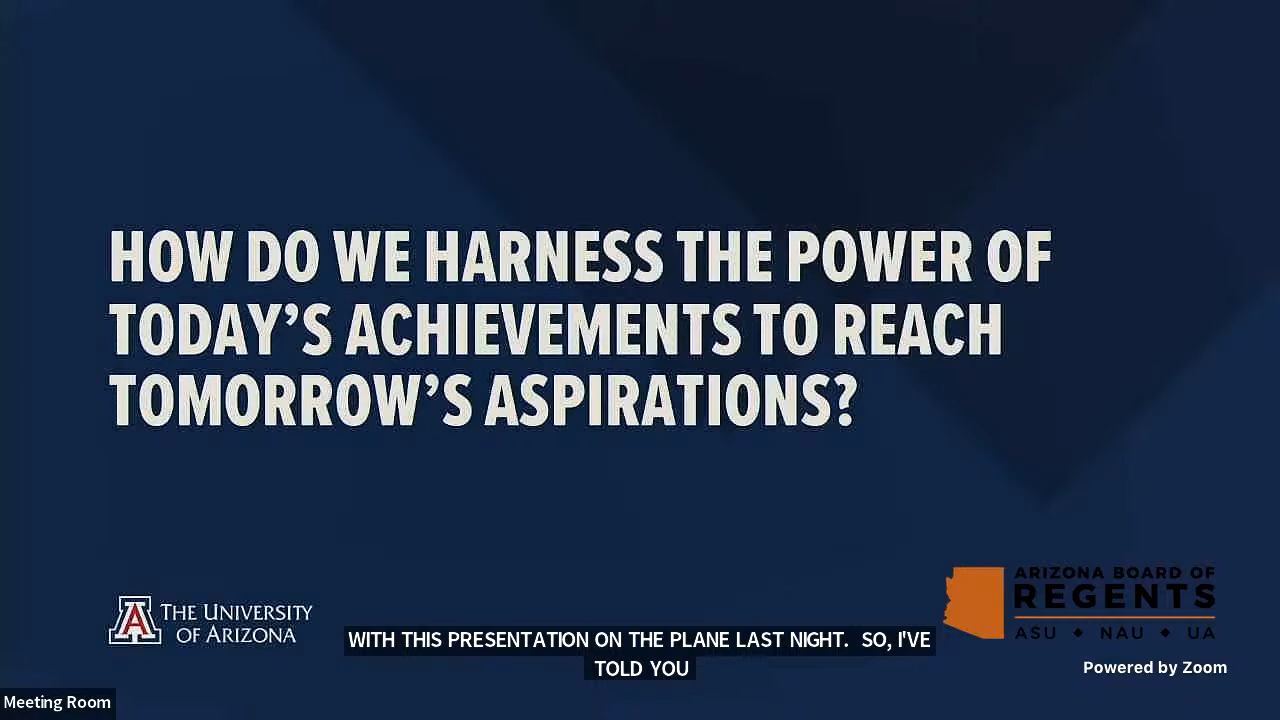 HOW DO WE HARNESS THE POWER OF
TODAY’S ACHIEVEMENTS TO REACH
TOMORROW’S ASPIRATIONS?
A
THE UNIVERSITY
OF ARIZONA
ARIZONA BOARD OF
REGENTS
ASU ◆ NAU ◆ UA
WITH THIS PRESENTATION ON THE PLANE LAST NIGHT.  SO, I'VE
TOLD YOU
Powered by Zoom
Meeting Room